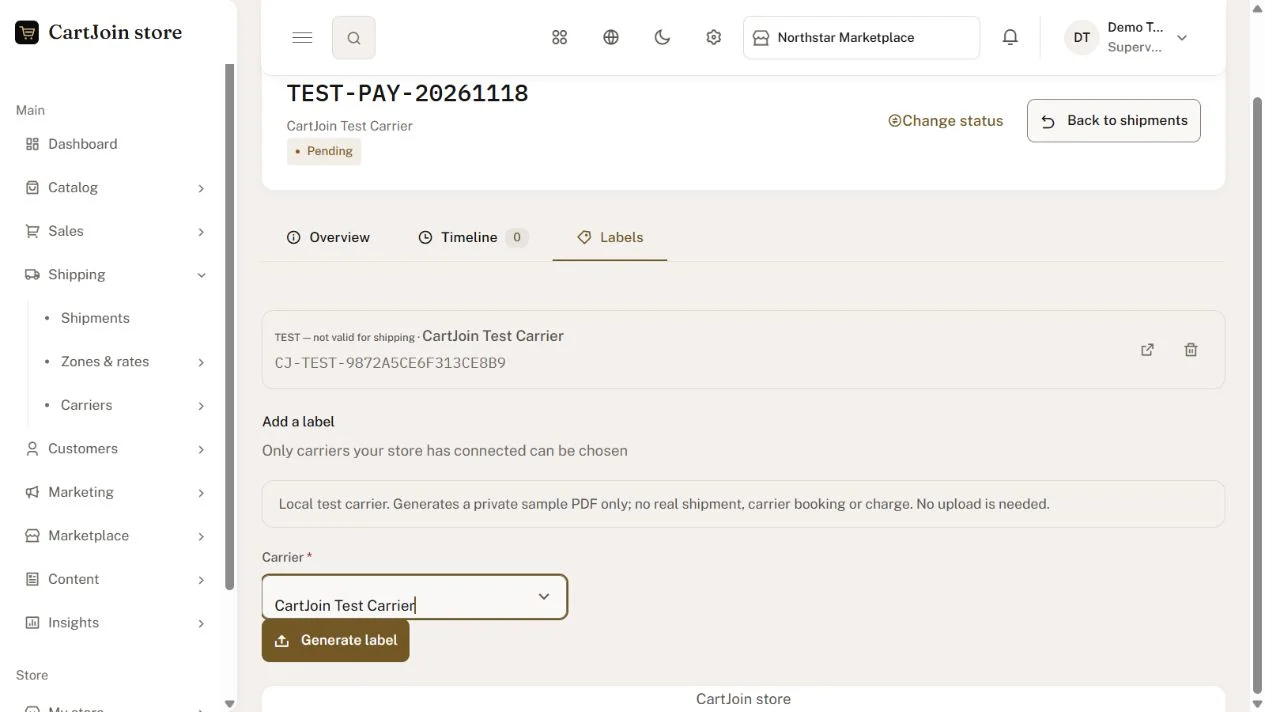 CartJoin store
Main
Dashboard
Catalog
Sales
Shipping
Shipments
Zones & rates
Carriers
Customers
Marketing
Marketplace
Content
Insights
Store
My store
Northstar Marketplace
DT
Demo T...
Superv...
TEST-PAY-20261118
CartJoin Test Carrier
• Pending
Change status
Back to shipments
Overview
Timeline 0
Labels
TEST — not valid for shipping · CartJoin Test Carrier
CJ-TEST-9872A5CE6F313CE8B9
Add a label
Only carriers your store has connected can be chosen
Local test carrier. Generates a private sample PDF only; no real shipment, carrier booking or charge. No upload is needed.
Carrier *
CartJoin Test Carrier
Generate label
CartJoin store